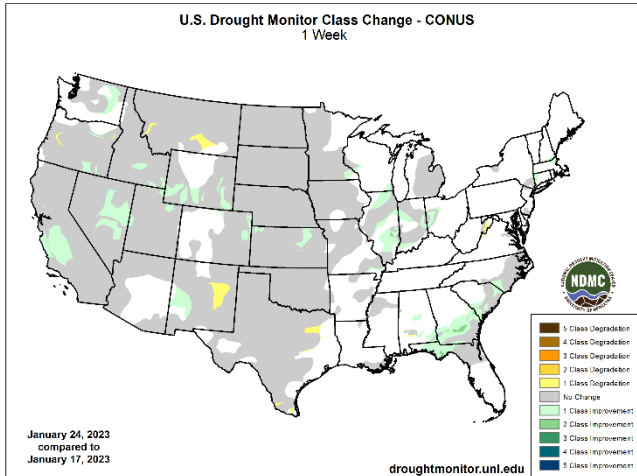 U.S. Drought Monitor Class Change - CONUS
1 Week
NDMC
5 Class Degradation
4 Class Degradation
3 Class Degradation
2 Class Degradation
1 Class Degradation
No Change
1 Class Improvement
2 Class Improvement
3 Class Improvement
4 Class Improvement
5 Class Improvement
January 24, 2023
compared to
January 17, 2023
droughtmonitor.unl.edu